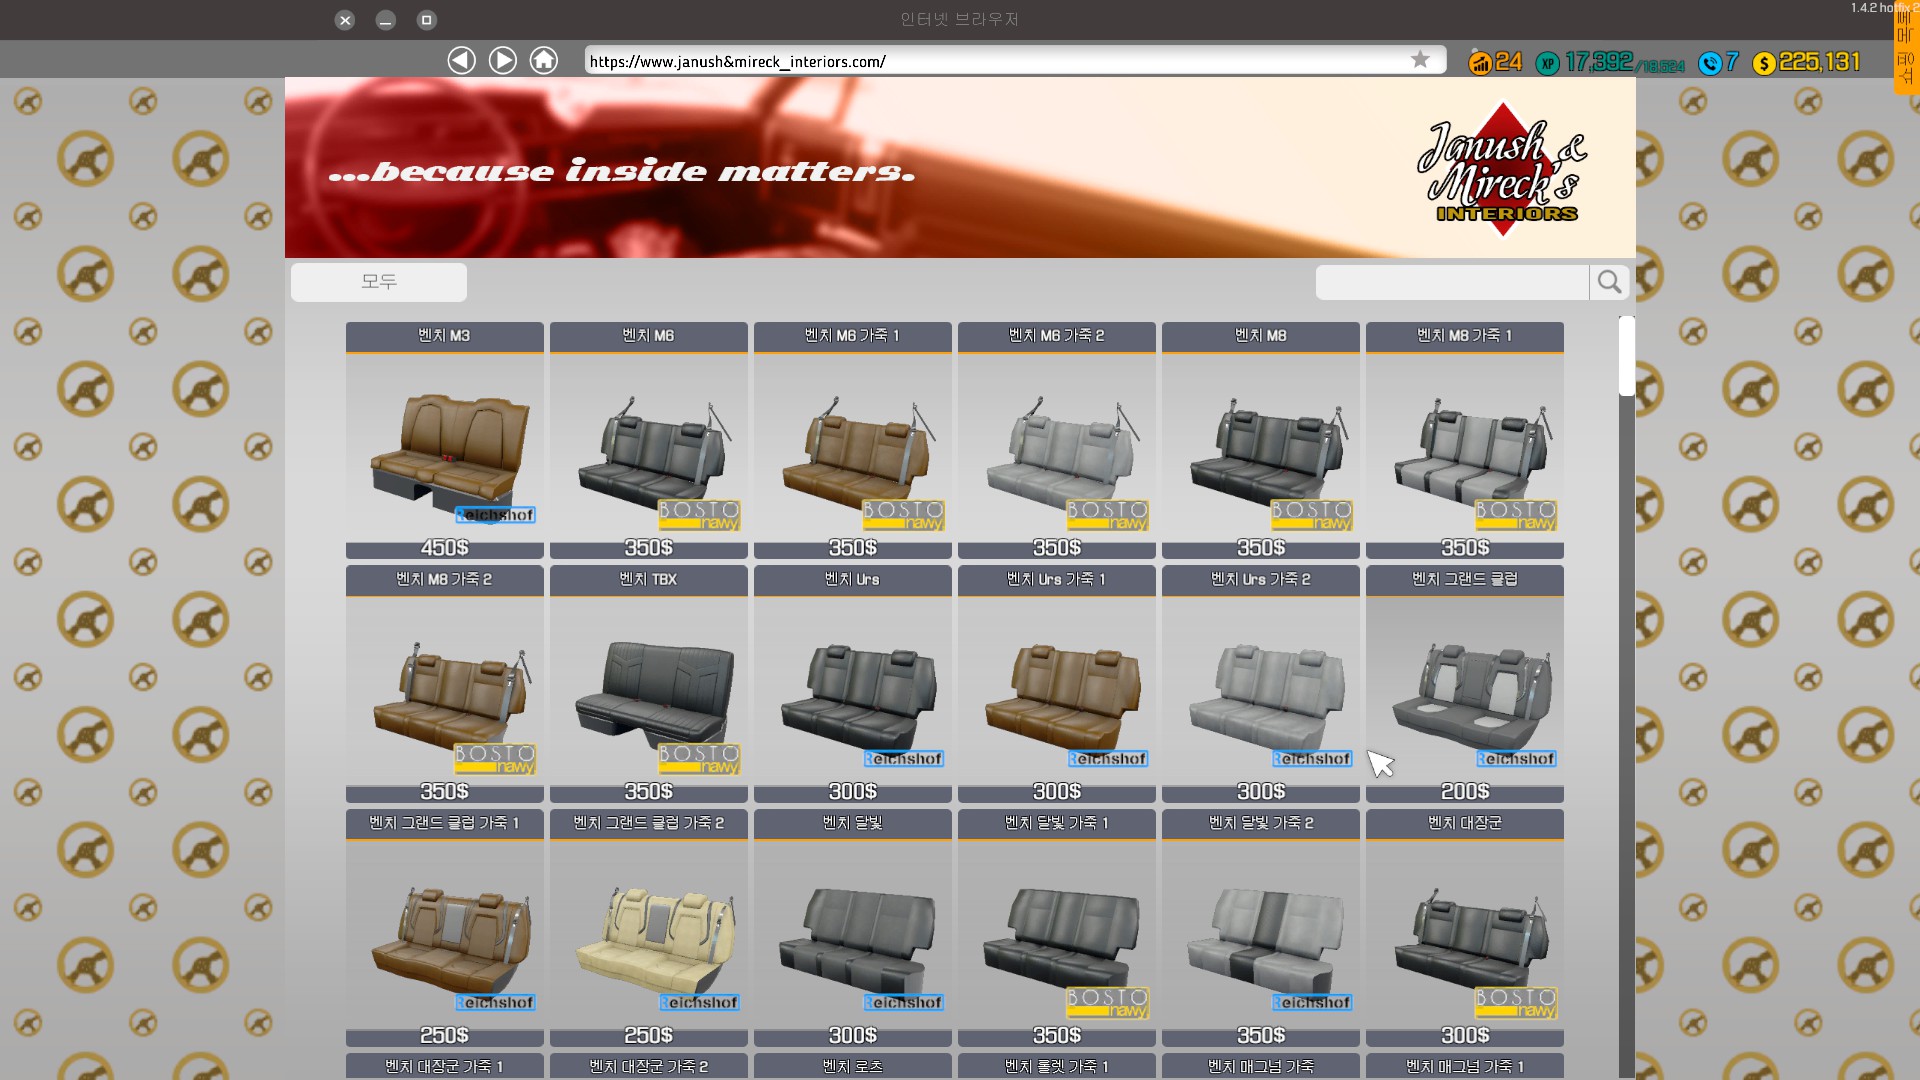 1.4.2 hotfix 2
인터넷 브라우저
https://www.janush&mireck_interiors.com/
24
XP
17,392/18,524
7
$
225,131
...because inside matters.
Janush &
Mireck's
INTERIORS
모두
벤치 M3
벤치 M6
벤치 M6 가죽 1
벤치 M6 가죽 2
벤치 M8
벤치 M8 가죽 1
Reichshof
BOSTO nawy
BOSTO nawy
BOSTO nawy
BOSTO nawy
BOSTO nawy
450$
350$
350$
350$
350$
350$
벤치 M8 가죽 2
벤치 TBX
벤치 Urs
벤치 Urs 가죽 1
벤치 Urs 가죽 2
벤치 그랜드 클럽
BOSTO nawy
BOSTO nawy
Reichshof
Reichshof
Reichshof
Reichshof
350$
350$
300$
300$
300$
200$
벤치 그랜드 클럽 가죽 1
벤치 그랜드 클럽 가죽 2
벤치 달빛
벤치 달빛 가죽 1
벤치 달빛 가죽 2
벤치 대장군
Reichshof
Reichshof
Reichshof
BOSTO nawy
Reichshof
BOSTO nawy
250$
250$
300$
350$
350$
300$
벤치 대장군 가죽 1
벤치 대장군 가죽 2
벤치 로츠
벤치 롤렛 가죽 1
벤치 매그넘 가죽
벤치 매그넘 가죽 1